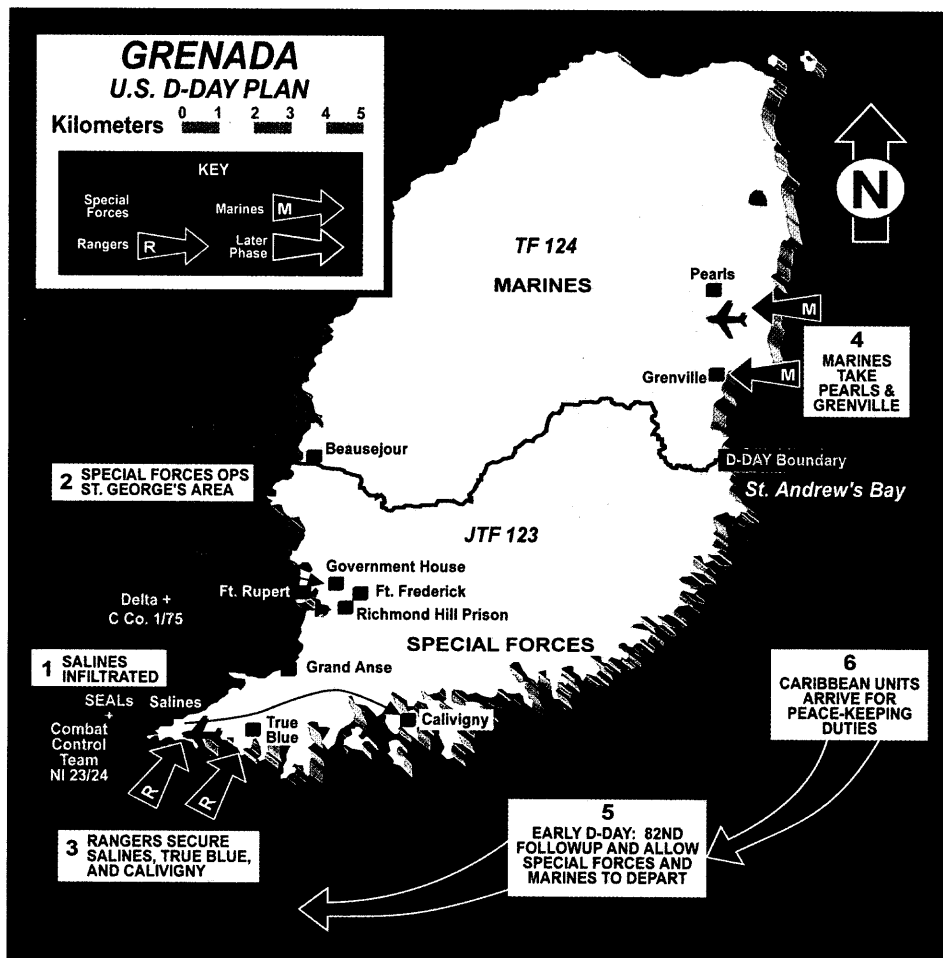 GRENADA
U.S. D-DAY PLAN
Kilometers 0 1 2 3 4 5
KEY
Special
Forces
Marines M
Rangers R
Later
Phase
N
TF 124
MARINES
Pearls
M
4
MARINES
TAKE
PEARLS &
GRENVILLE
Grenville
M
Beausejour
D-DAY Boundary
St. Andrew's Bay
2 SPECIAL FORCES OPS
ST. GEORGE'S AREA
JTF 123
Government House
Ft. Rupert
Ft. Frederick
Richmond Hill Prison
Delta +
C Co. 1/75
SPECIAL FORCES
1 SALINES
INFILTRATED
Grand Anse
SEALs
+
Combat
Control
Team
NI 23/24
Salines
True
Blue
Calivigny
R
R
3 RANGERS SECURE
SALINES, TRUE BLUE,
AND CALIVIGNY
6
CARIBBEAN UNITS
ARRIVE FOR
PEACE-KEEPING
DUTIES
5
EARLY D-DAY: 82ND
FOLLOWUP AND ALLOW
SPECIAL FORCES AND
MARINES TO DEPART